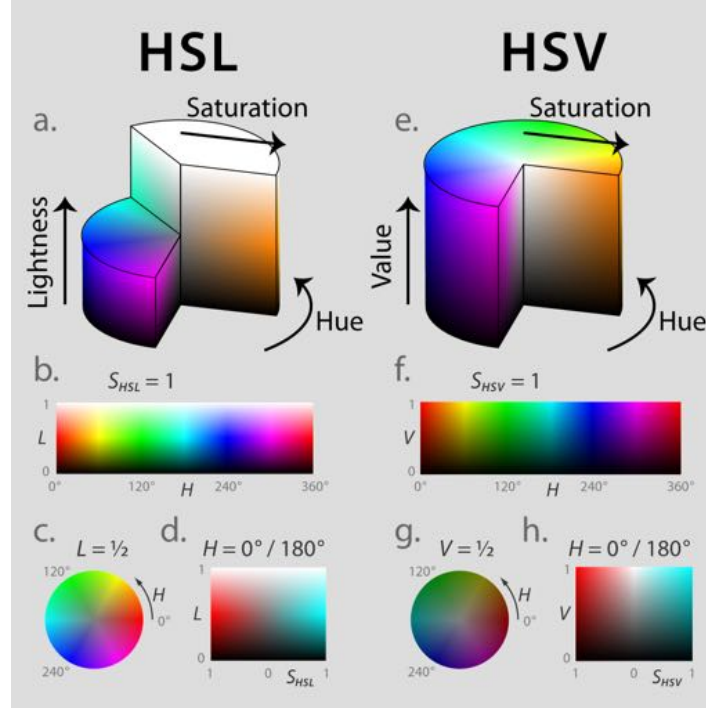 HSL
HSV
a.
Saturation
Lightness
Hue
e.
Saturation
Value
Hue
b.
S_HSL = 1
1
L
0
0°
120°
H
240°
360°
f.
S_HSV = 1
1
V
0
0°
120°
H
240°
360°
c.
L = ½
120°
H
0°
240°
d.
H = 0° / 180°
1
L
0
1
0
S_HSL
1
g.
V = ½
120°
H
0°
240°
h.
H = 0° / 180°
1
V
0
1
0
S_HSV
1